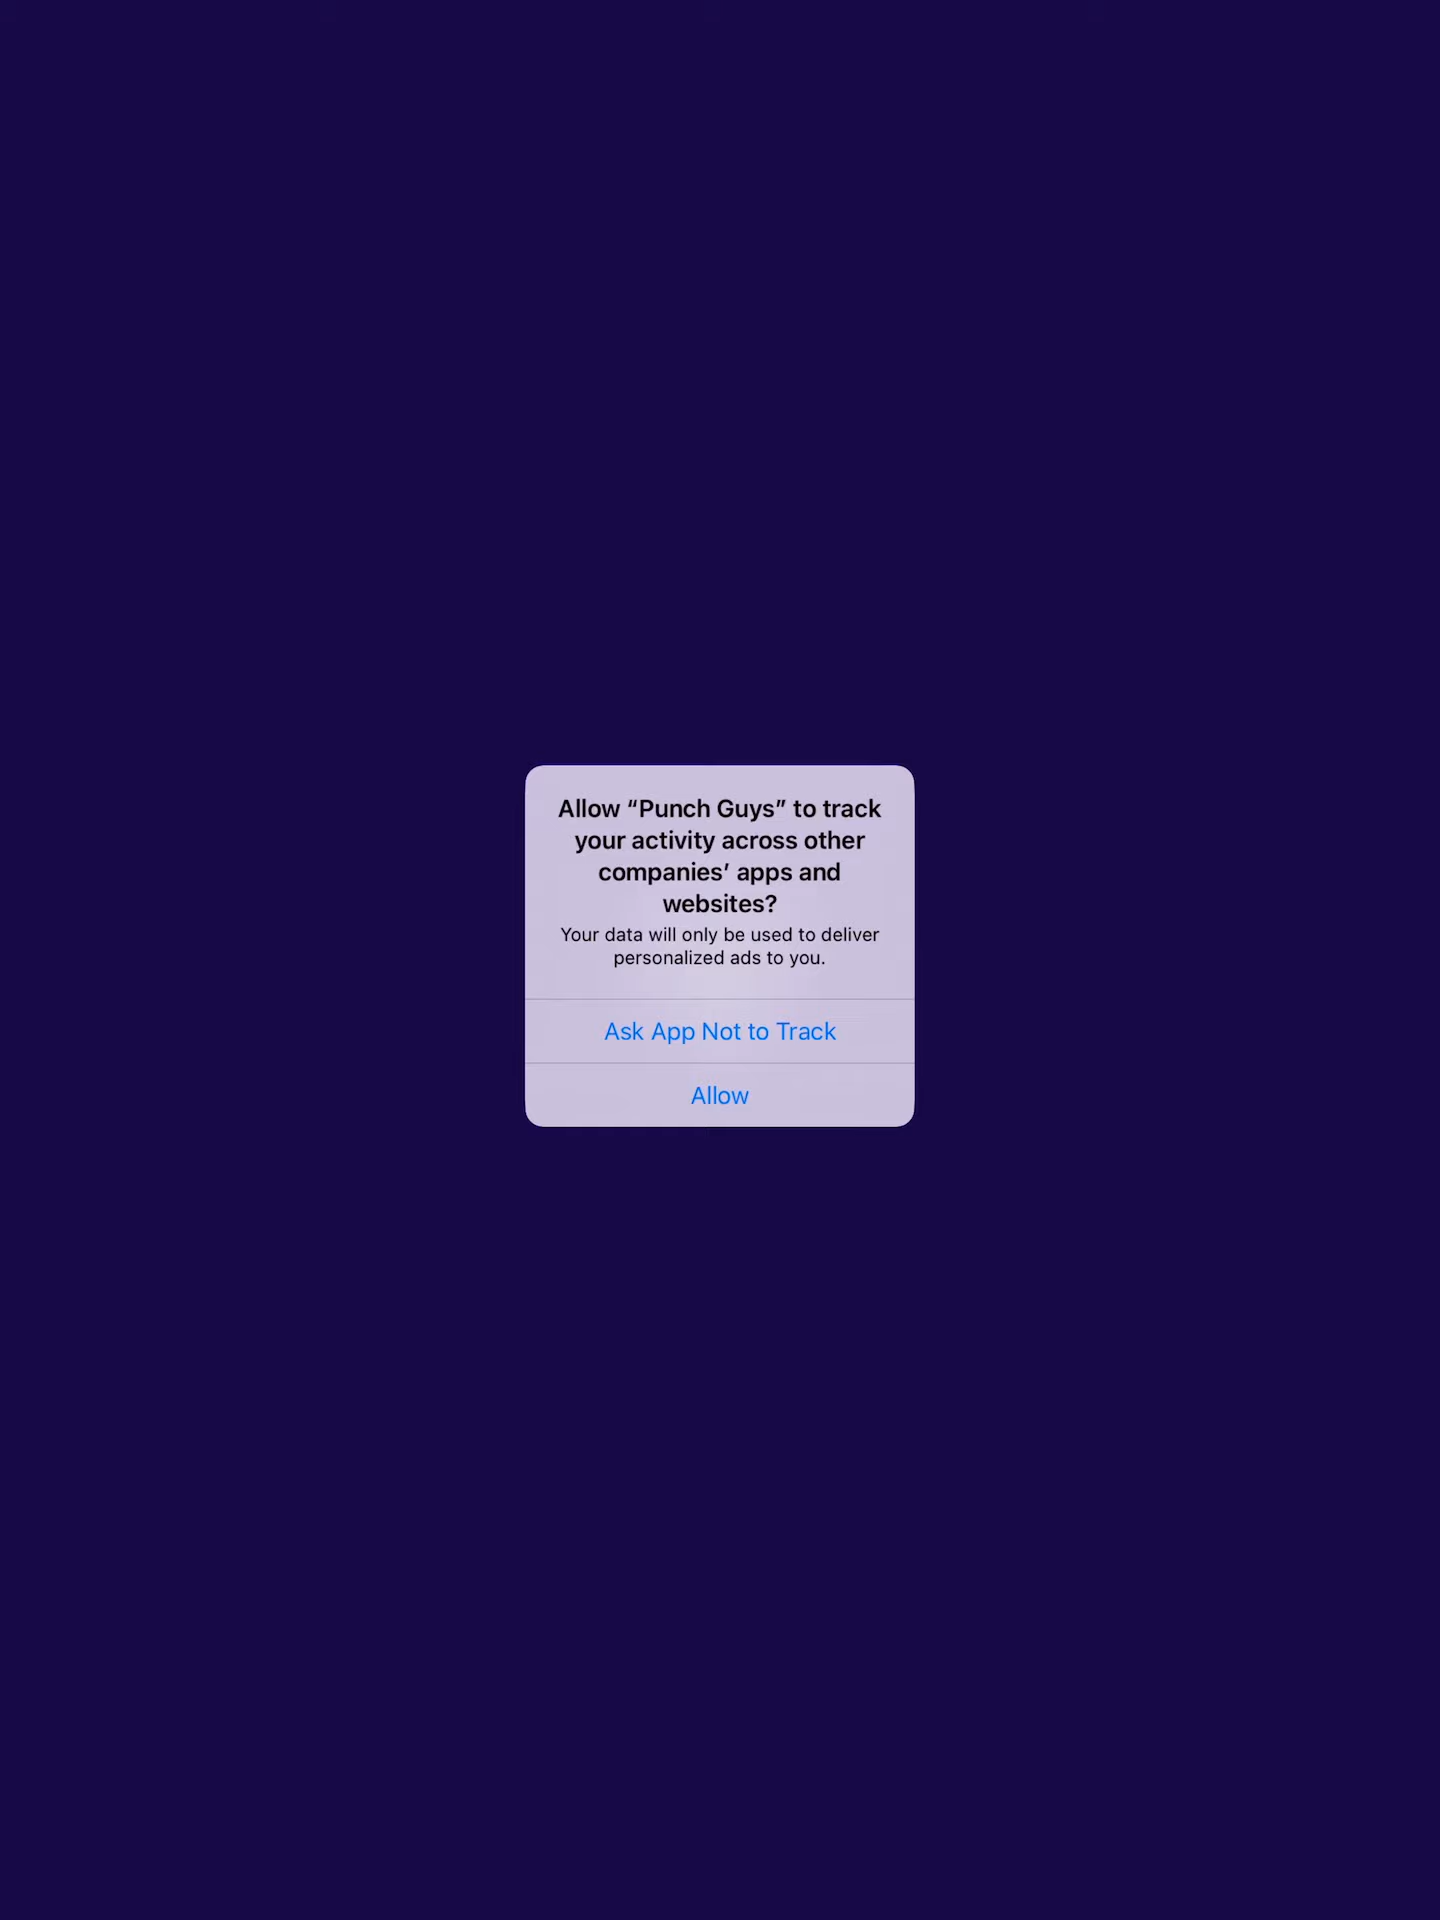 Allow “Punch Guys” to track
your activity across other
companies’ apps and
websites?
Your data will only be used to deliver
personalized ads to you.
Ask App Not to Track
Allow